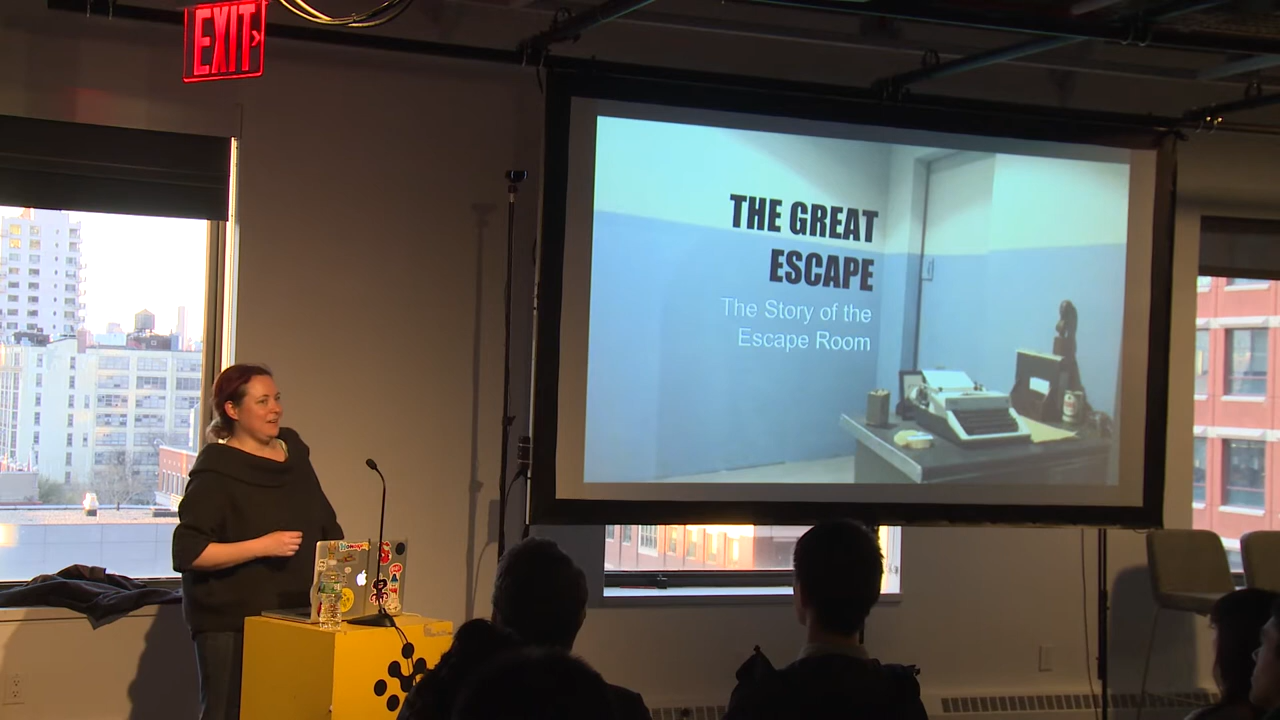 EXIT
THE GREAT
ESCAPE
The Story of the
Escape Room